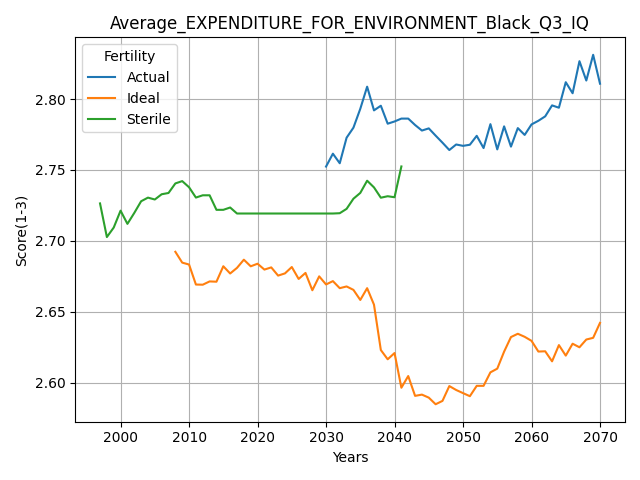 Average_EXPENDITURE_FOR_ENVIRONMENT_Black_Q3_IQ
Fertility
Actual
Ideal
Sterile
Score(1-3)
2.80
2.75
2.70
2.65
2.60
2000 2010 2020 2030 2040 2050 2060 2070
Years